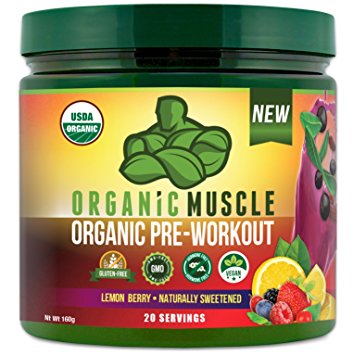 USDA
ORGANIC
NEW
ORGANIC MUSCLE
ORGANIC PRE-WORKOUT
GLUTEN-FREE
GMO
VEGAN
LEMON BERRY • NATURALLY SWEETENED
20 SERVINGS
Net Wt 160g